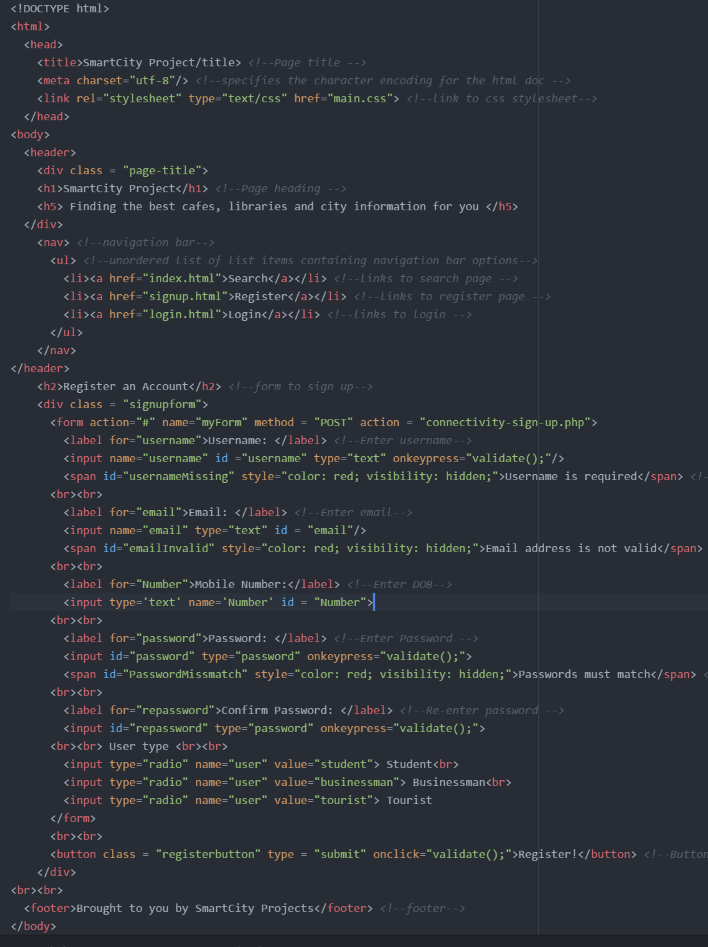 <!DOCTYPE html>
<html>
<head>
<title>SmartCity Project/title> <!--Page title -->
<meta charset="utf-8"/> <!--specifies the character encoding for the html doc -->
<link rel="stylesheet" type="text/css" href="main.css"> <!--link to css stylesheet-->
</head>
<body>
<header>
<div class = "page-title">
<h1>SmartCity Project</h1> <!--Page heading -->
<h5> Finding the best cafes, libraries and city information for you </h5>
</div>
<nav> <!--navigation bar-->
<ul> <!--unordered list of list items containing navigation bar options-->
<li><a href="index.html">Search</a></li> <!--links to search page -->
<li><a href="signup.html">Register</a></li> <!--links to register page -->
<li><a href="login.html">Login</a></li> <!--links to login -->
</ul>
</nav>
</header>
<h2>Register an Account</h2> <!--form to sign up-->
<div class = "signupform">
<form action="#" name="myForm" method = "POST" action = "connectivity-sign-up.php">
<label for="username">Username: </label> <!--Enter username-->
<input name="username" id ="username" type="text" onkeypress="validate();"/>
<span id="usernameMissing" style="color: red; visibility: hidden;">Username is required</span> <!-
<br><br>
<label for="email">Email: </label> <!--Enter email-->
<input name="email" type="text" id = "email"/>
<span id="emailInvalid" style="color: red; visibility: hidden;">Email address is not valid</span>
<br><br>
<label for="Number">Mobile Number:</label> <!--Enter DOB-->
<input type='text' name='Number' id = "Number">
<br><br>
<label for="password">Password: </label> <!--Enter Password -->
<input id="password" type="password" onkeypress="validate();">
<span id="PasswordMissmatch" style="color: red; visibility: hidden;">Passwords must match</span> <
<br><br>
<label for="repassword">Confirm Password: </label> <!--Re-enter password -->
<input id="repassword" type="password" onkeypress="validate();">
<br><br> User type <br><br>
<input type="radio" name="user" value="student"> Student<br>
<input type="radio" name="user" value="businessman"> Businessman<br>
<input type="radio" name="user" value="tourist"> Tourist
</form>
<br><br>
<button class = "registerbutton" type = "submit" onclick="validate();">Register!</button> <!--Button
</div>
<br><br>
<footer>Brought to you by SmartCity Projects</footer> <!--footer-->
</body>